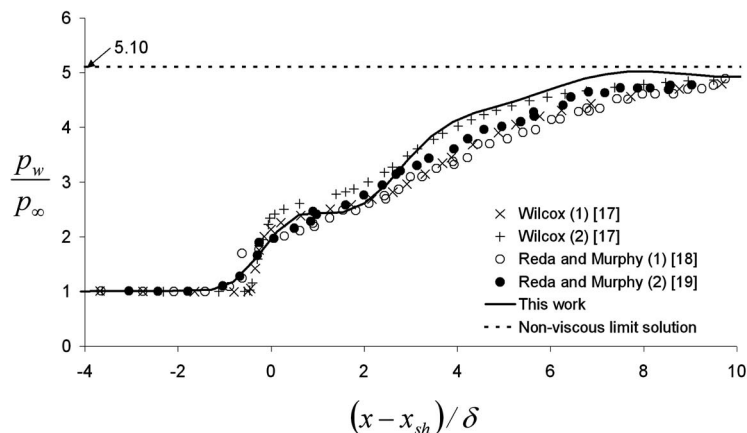 6
5.10
5
4
3
2
1
0
p_w
p_∞
× Wilcox (1) [17]
+ Wilcox (2) [17]
○ Reda and Murphy (1) [18]
● Reda and Murphy (2) [19]
This work
Non-viscous limit solution
-4 -2 0 2 4 6 8 10
(x – x_sh)/ δ